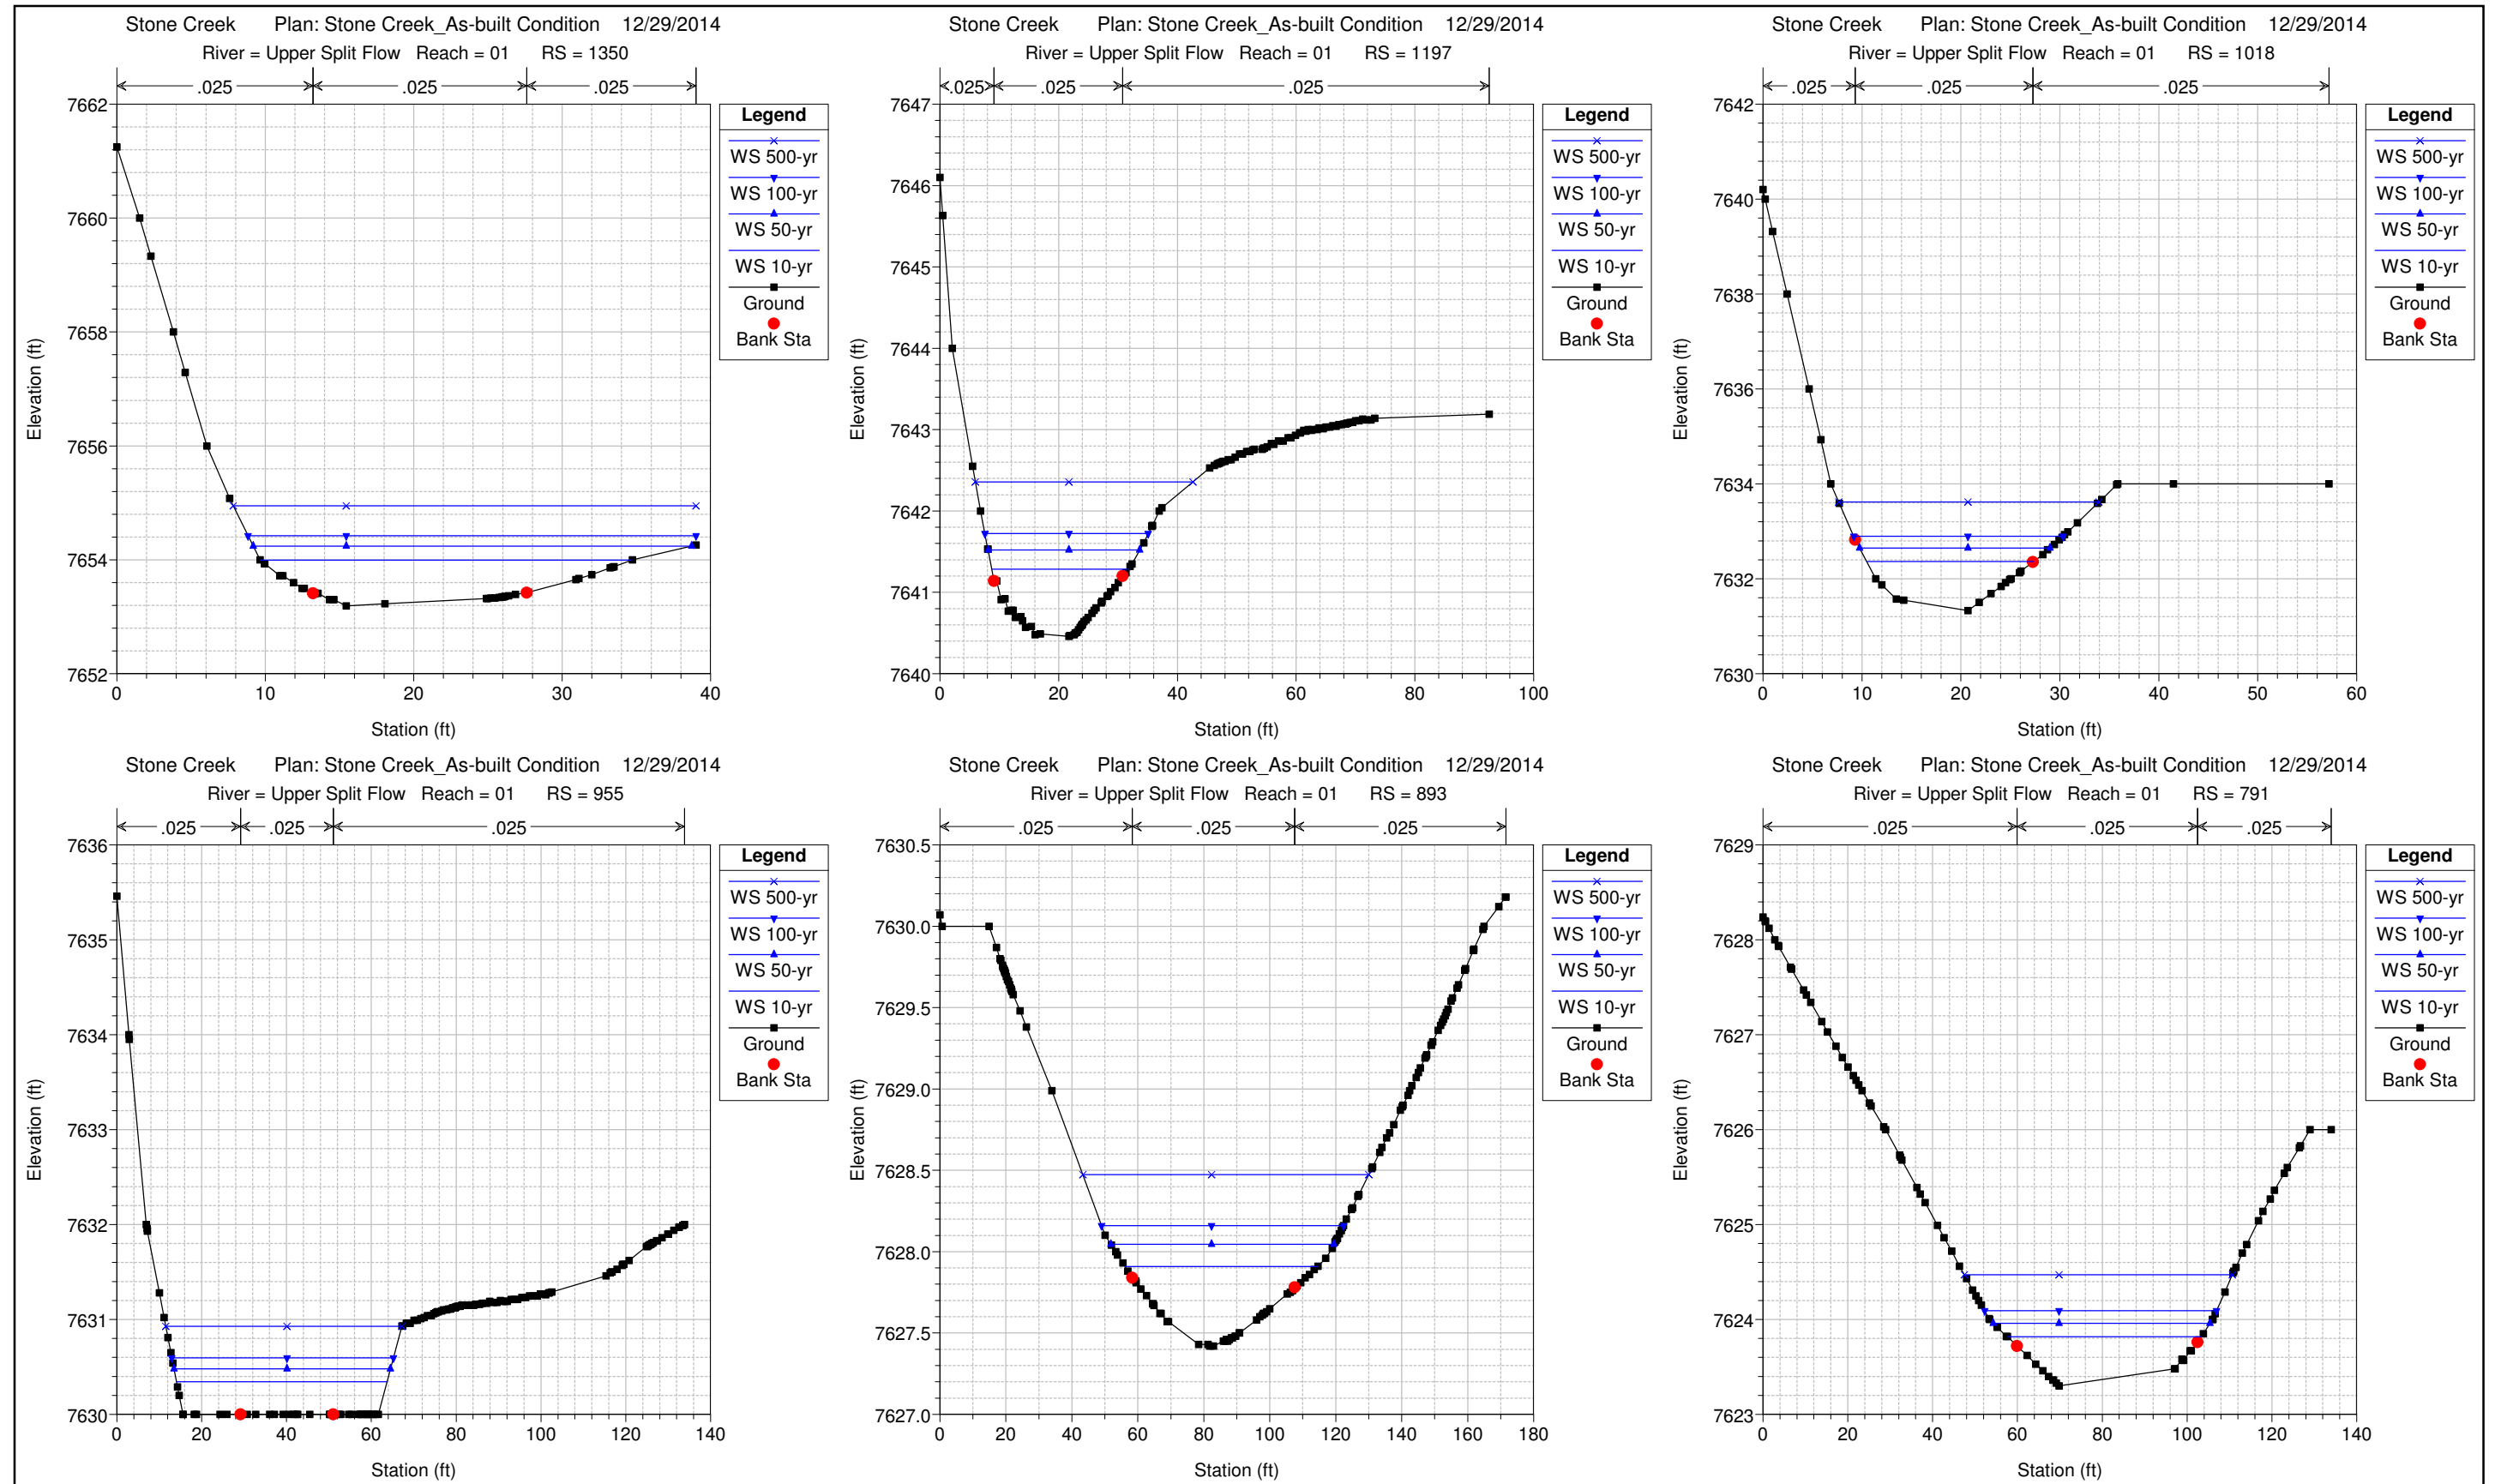 Stone Creek Plan: Stone Creek_As-built Condition 12/29/2014
River = Upper Split Flow Reach = 01 RS = 1350
.025 .025 .025
Elevation (ft)
7662
7660
7658
7656
7654
7652
0 10 20 30 40
Station (ft)
Legend
WS 500-yr
WS 100-yr
WS 50-yr
WS 10-yr
Ground
Bank Sta
Stone Creek Plan: Stone Creek_As-built Condition 12/29/2014
River = Upper Split Flow Reach = 01 RS = 1197
.025 .025 .025
Elevation (ft)
7647
7646
7645
7644
7643
7642
7641
7640
0 20 40 60 80 100
Station (ft)
Legend
WS 500-yr
WS 100-yr
WS 50-yr
WS 10-yr
Ground
Bank Sta
Stone Creek Plan: Stone Creek_As-built Condition 12/29/2014
River = Upper Split Flow Reach = 01 RS = 1018
.025 .025 .025
Elevation (ft)
7642
7640
7638
7636
7634
7632
7630
0 10 20 30 40 50 60
Station (ft)
Legend
WS 500-yr
WS 100-yr
WS 50-yr
WS 10-yr
Ground
Bank Sta
Stone Creek Plan: Stone Creek_As-built Condition 12/29/2014
River = Upper Split Flow Reach = 01 RS = 955
.025 .025 .025
Elevation (ft)
7636
7635
7634
7633
7632
7631
7630
0 20 40 60 80 100 120 140
Station (ft)
Legend
WS 500-yr
WS 100-yr
WS 50-yr
WS 10-yr
Ground
Bank Sta
Stone Creek Plan: Stone Creek_As-built Condition 12/29/2014
River = Upper Split Flow Reach = 01 RS = 893
.025 .025 .025
Elevation (ft)
7630.5
7630.0
7629.5
7629.0
7628.5
7628.0
7627.5
7627.0
0 20 40 60 80 100 120 140 160 180
Station (ft)
Legend
WS 500-yr
WS 100-yr
WS 50-yr
WS 10-yr
Ground
Bank Sta
Stone Creek Plan: Stone Creek_As-built Condition 12/29/2014
River = Upper Split Flow Reach = 01 RS = 791
.025 .025 .025
Elevation (ft)
7629
7628
7627
7626
7625
7624
7623
0 20 40 60 80 100 120 140
Station (ft)
Legend
WS 500-yr
WS 100-yr
WS 50-yr
WS 10-yr
Ground
Bank Sta